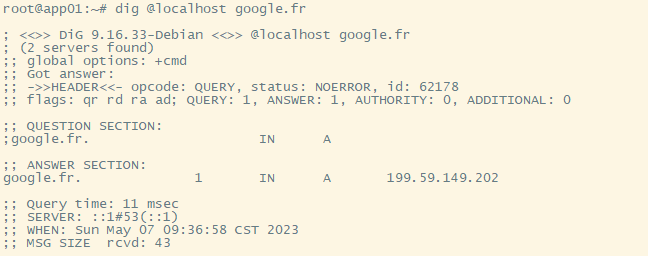 root@app01:~# dig @localhost google.fr
; <<>> DiG 9.16.33-Debian <<>> @localhost google.fr
; (2 servers found)
;; global options: +cmd
;; Got answer:
;; ->>HEADER<<- opcode: QUERY, status: NOERROR, id: 62178
;; flags: qr rd ra ad; QUERY: 1, ANSWER: 1, AUTHORITY: 0, ADDITIONAL: 0
;; QUESTION SECTION:
;google.fr. IN A
;; ANSWER SECTION:
google.fr. 1 IN A 199.59.149.202
;; Query time: 11 msec
;; SERVER: ::1#53(::1)
;; WHEN: Sun May 07 09:36:58 CST 2023
;; MSG SIZE rcvd: 43